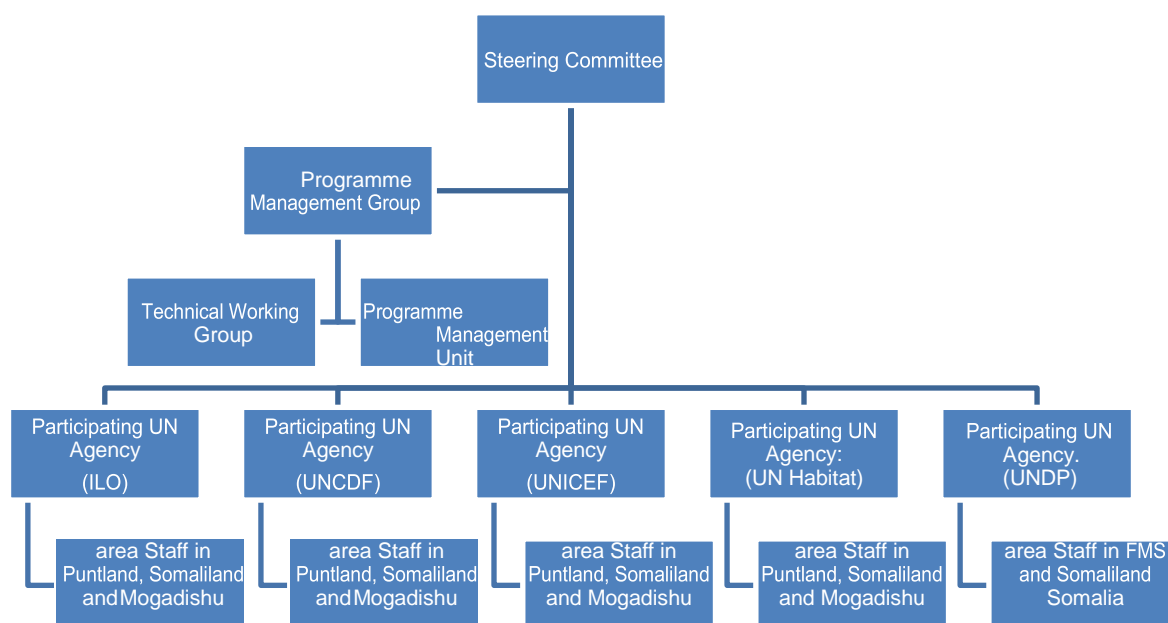 Steering Committee
Programme
Management Group
Technical Working
Group
Programme
Management
Unit
Participating UN
Agency
(ILO)
Participating UN
Agency
(UNCDF)
Participating UN
Agency
(UNICEF)
Participating UN
Agency:
(UN Habitat)
Participating UN
Agency.
(UNDP)
area Staff in
Puntland, Somaliland
and Mogadishu
area Staff in
Puntland, Somaliland
and Mogadishu
area Staff in
Puntland, Somaliland
and Mogadishu
area Staff in
Puntland, Somaliland
and Mogadishu
area Staff in FMS
and Somaliland
Somalia